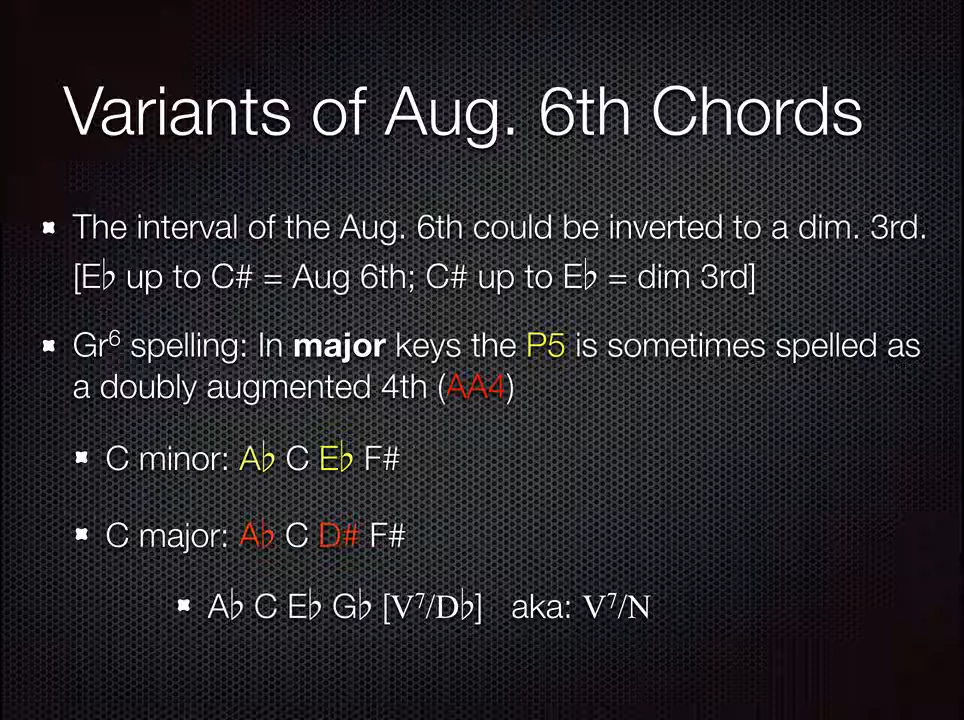 Variants of Aug. 6th Chords
The interval of the Aug. 6th could be inverted to a dim. 3rd.
[E♭ up to C# = Aug 6th; C# up to E♭ = dim 3rd]
Gr⁶ spelling: In major keys the P5 is sometimes spelled as
a doubly augmented 4th (AA4)
C minor: A♭ C E♭ F#
C major: A♭ C D# F#
A♭ C E♭ G♭ [V⁷/D♭] aka: V⁷/N